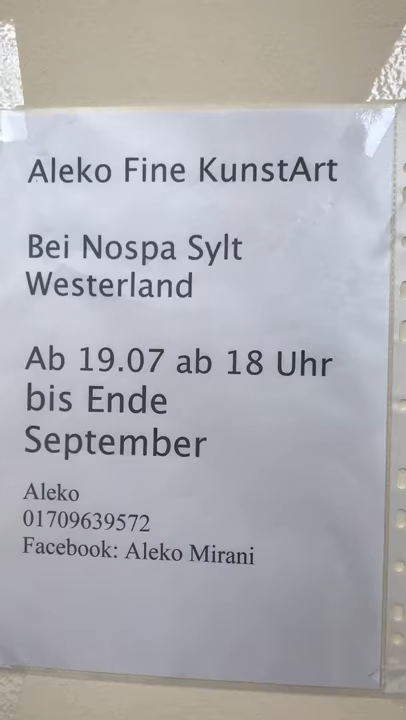 Aleko Fine KunstArt
Bei Nospa Sylt
Westerland
Ab 19.07 ab 18 Uhr
bis Ende
September
Aleko
01709639572
Facebook: Aleko Mirani